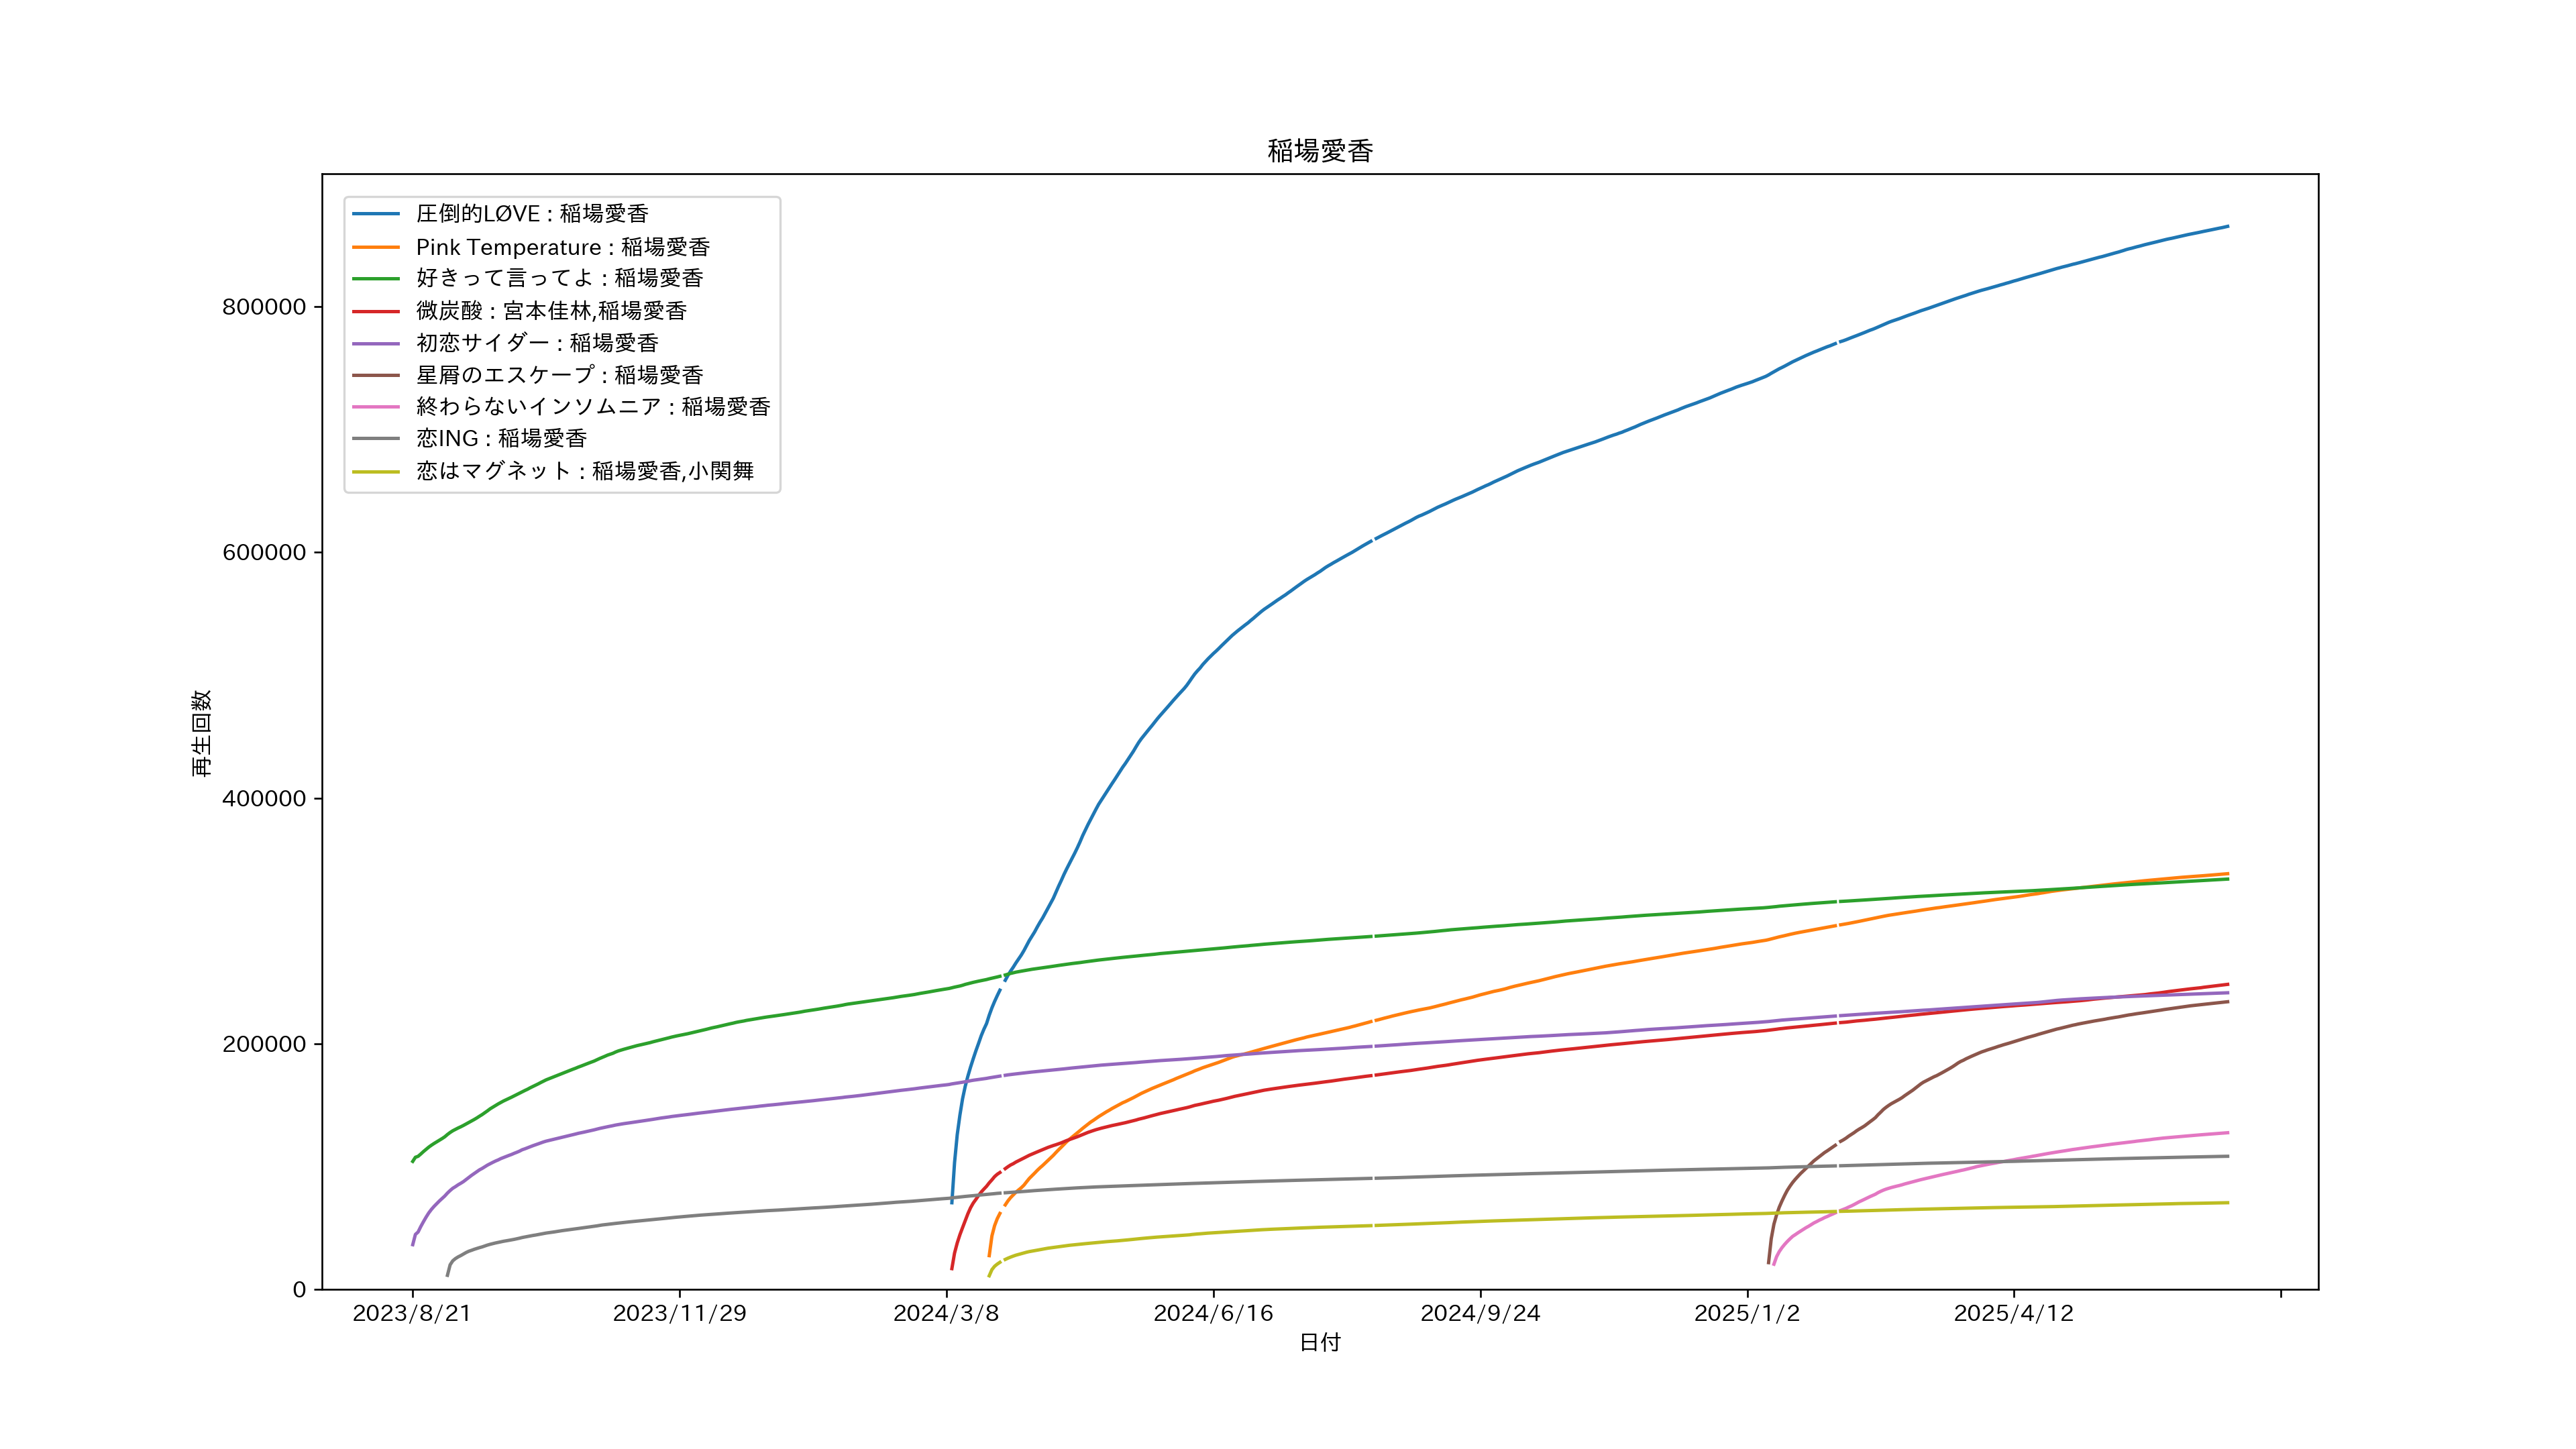 稲場愛香
圧倒的LØVE : 稲場愛香
Pink Temperature : 稲場愛香
好きって言ってよ : 稲場愛香
微炭酸 : 宮本佳林,稲場愛香
初恋サイダー : 稲場愛香
星屑のエスケープ : 稲場愛香
終わらないインソムニア : 稲場愛香
恋ING : 稲場愛香
恋はマグネット : 稲場愛香,小関舞
800000
600000
400000
200000
0
再生回数
2023/8/21 2023/11/29 2024/3/8 2024/6/16 2024/9/24 2025/1/2 2025/4/12
日付